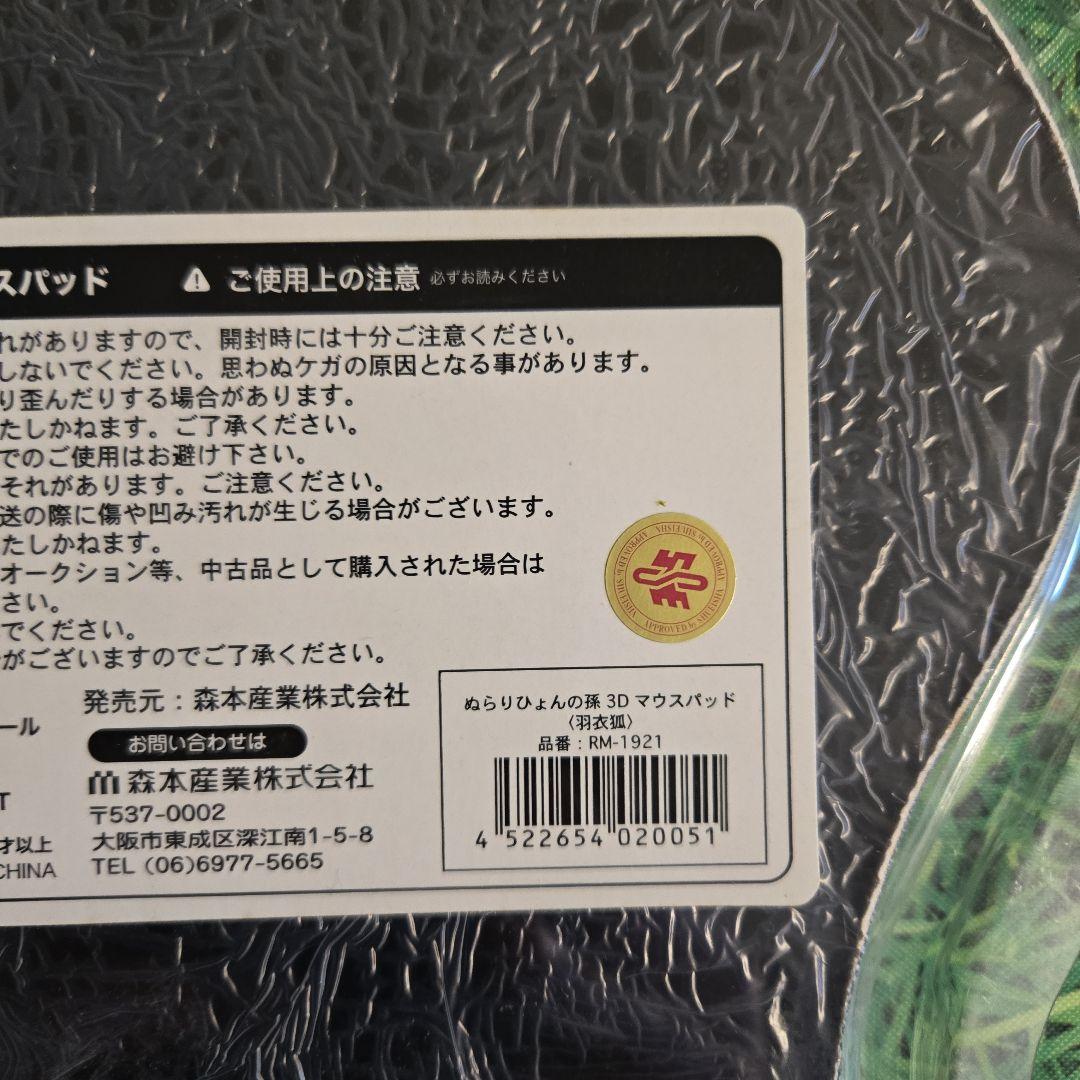 スパッド
ご使用上の注意 必ずお読みください
れがありますので、開封時には十分ご注意ください。
しないでください。思わぬケガの原因となる事があります。
り歪んだりする場合があります。
たしかねます。ご了承ください。
でのご使用はお避け下さい。
それがあります。ご注意ください。
送の際に傷や凹み汚れが生じる場合がございます。
たしかねます。
オークション等、中古品として購入された場合は
さい。
でください。
がございますのでご了承ください。
APPROVED by SHUEISHA APPROVED by SHUEISHA APPROVED by SHUEISHA
発売元：森本産業株式会社
ール
お問い合わせは
森本産業株式会社
T
〒537-0002
才以上
大阪市東成区深江南1-5-8
CHINA
TEL (06)6977-5665
ぬらりひょんの孫 3D マウスパッド
〈羽衣狐〉
品番：RM-1921
4 522654 020051